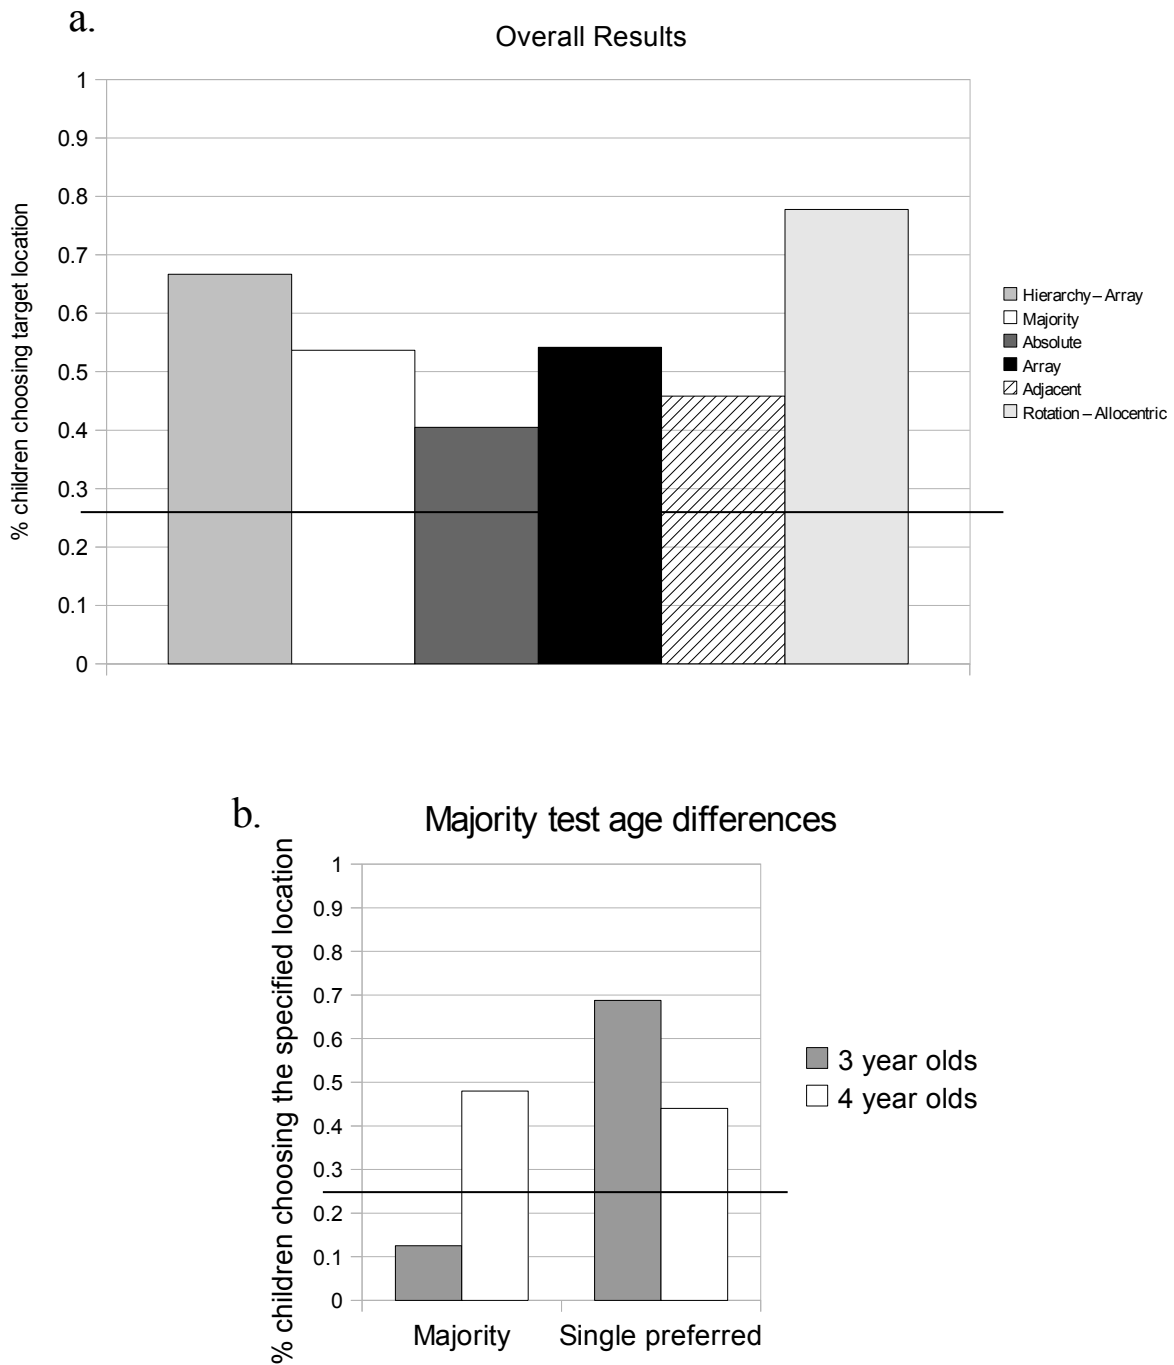 a.
Overall Results
% children choosing target location
1
0.9
0.8
0.7
0.6
0.5
0.4
0.3
0.2
0.1
0
Hierarchy – Array
Majority
Absolute
Array
Adjacent
Rotation – Allocentric
b.
Majority test age differences
% children choosing the specified location
1
0.9
0.8
0.7
0.6
0.5
0.4
0.3
0.2
0.1
0
Majority
Single preferred
3 year olds
4 year olds